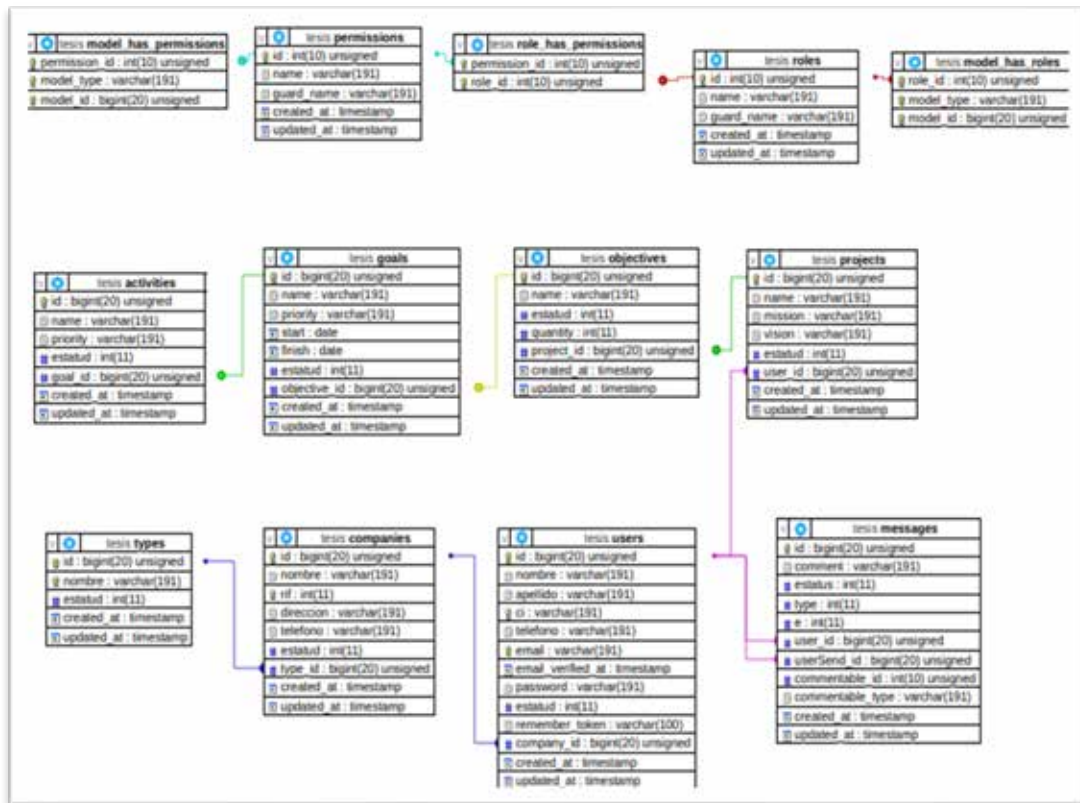 tesis model_has_permissions
permission_id : int(10) unsigned
model_type : varchar(191)
model_id : bigint(20) unsigned
tesis permissions
id : int(10) unsigned
name : varchar(191)
guard_name : varchar(191)
created_at : timestamp
updated_at : timestamp
tesis role_has_permissions
permission_id : int(10) unsigned
role_id : int(10) unsigned
tesis roles
id : int(10) unsigned
name : varchar(191)
guard_name : varchar(191)
created_at : timestamp
updated_at : timestamp
tesis model_has_roles
role_id : int(10) unsigned
model_type : varchar(191)
model_id : bigint(20) unsigned
tesis activities
id : bigint(20) unsigned
name : varchar(191)
priority : varchar(191)
estatud : int(11)
goal_id : bigint(20) unsigned
created_at : timestamp
updated_at : timestamp
tesis goals
id : bigint(20) unsigned
name : varchar(191)
priority : varchar(191)
start : date
finish : date
estatud : int(11)
objective_id : bigint(20) unsigned
created_at : timestamp
updated_at : timestamp
tesis objectives
id : bigint(20) unsigned
name : varchar(191)
estatud : int(11)
quantity : int(11)
project_id : bigint(20) unsigned
created_at : timestamp
updated_at : timestamp
tesis projects
id : bigint(20) unsigned
name : varchar(191)
mission : varchar(191)
vision : varchar(191)
estatud : int(11)
user_id : bigint(20) unsigned
created_at : timestamp
updated_at : timestamp
tesis types
id : bigint(20) unsigned
nombre : varchar(191)
estatud : int(11)
created_at : timestamp
updated_at : timestamp
tesis companies
id : bigint(20) unsigned
nombre : varchar(191)
rif : int(11)
direccion : varchar(191)
telefono : varchar(191)
estatud : int(11)
type_id : bigint(20) unsigned
created_at : timestamp
updated_at : timestamp
tesis users
id : bigint(20) unsigned
nombre : varchar(191)
apellido : varchar(191)
ci : varchar(191)
telefono : varchar(191)
email : varchar(191)
email_verified_at : timestamp
password : varchar(191)
estatud : int(11)
remember_token : varchar(100)
company_id : bigint(20) unsigned
created_at : timestamp
updated_at : timestamp
tesis messages
id : bigint(20) unsigned
comment : varchar(191)
estatus : int(11)
type : int(11)
e : int(11)
user_id : bigint(20) unsigned
userSend_id : bigint(20) unsigned
commentable_id : int(10) unsigned
commentable_type : varchar(191)
created_at : timestamp
updated_at : timestamp